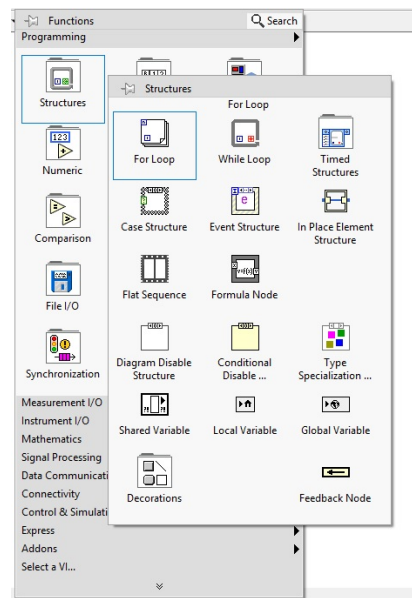 Functions
Search
Programming
Structures
Numeric
Comparison
File I/O
Synchronization
Measurement I/O
Instrument I/O
Mathematics
Signal Processing
Data Communicati
Connectivity
Control & Simulati
Express
Addons
Select a VI...
Structures
For Loop
For Loop
While Loop
Timed
Structures
Case Structure
Event Structure
In Place Element
Structure
Flat Sequence
Formula Node
Diagram Disable
Structure
Conditional
Disable ...
Type
Specialization ...
Shared Variable
Local Variable
Global Variable
Decorations
Feedback Node